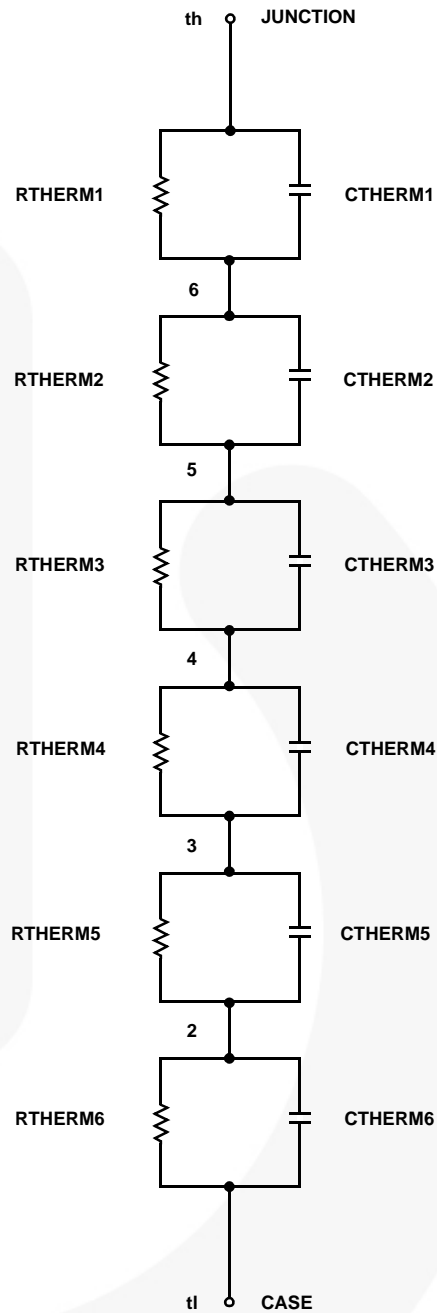 th JUNCTION
RTHERM1 CTHERM1
6
RTHERM2 CTHERM2
5
RTHERM3 CTHERM3
4
RTHERM4 CTHERM4
3
RTHERM5 CTHERM5
2
RTHERM6 CTHERM6
tl CASE